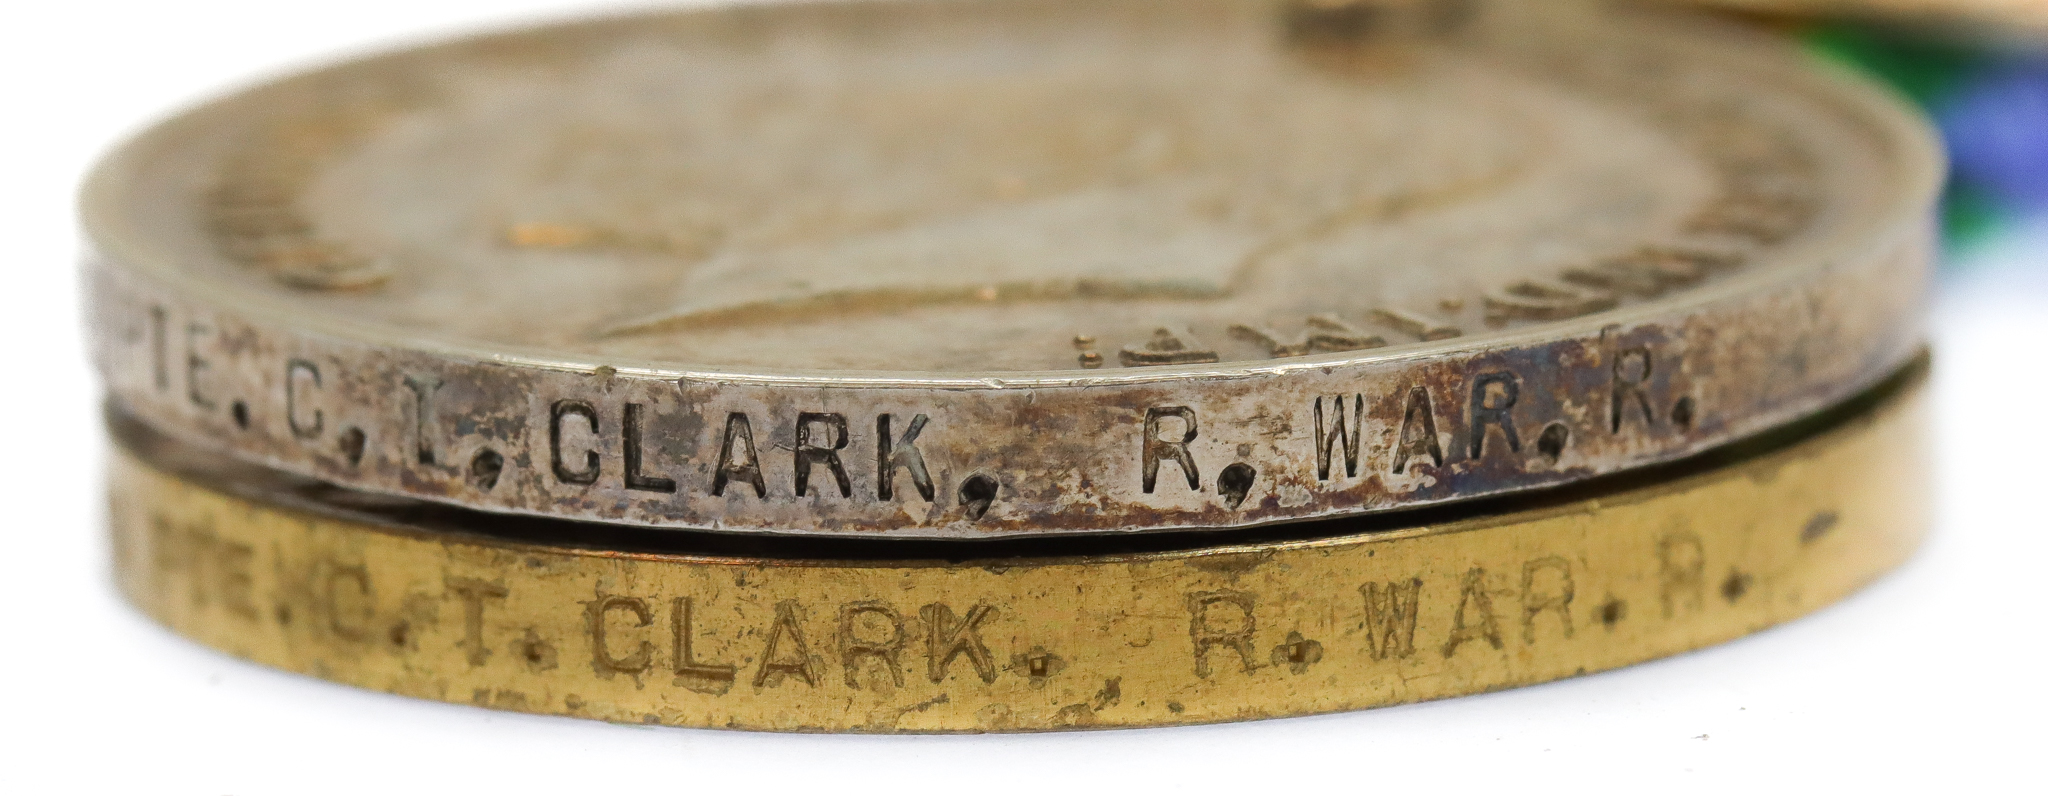 PTE. C, T, CLARK, R, WAR, R.
PTE. C. T. CLARK. R. WAR. R.